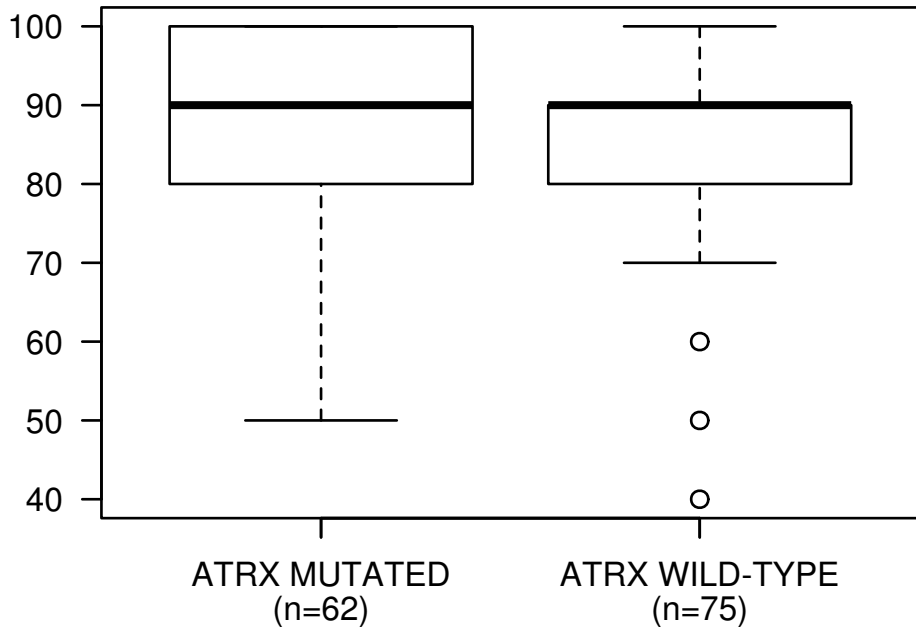 100
90
80
70
60
50
40
ATRX MUTATED
(n=62)
ATRX WILD-TYPE
(n=75)